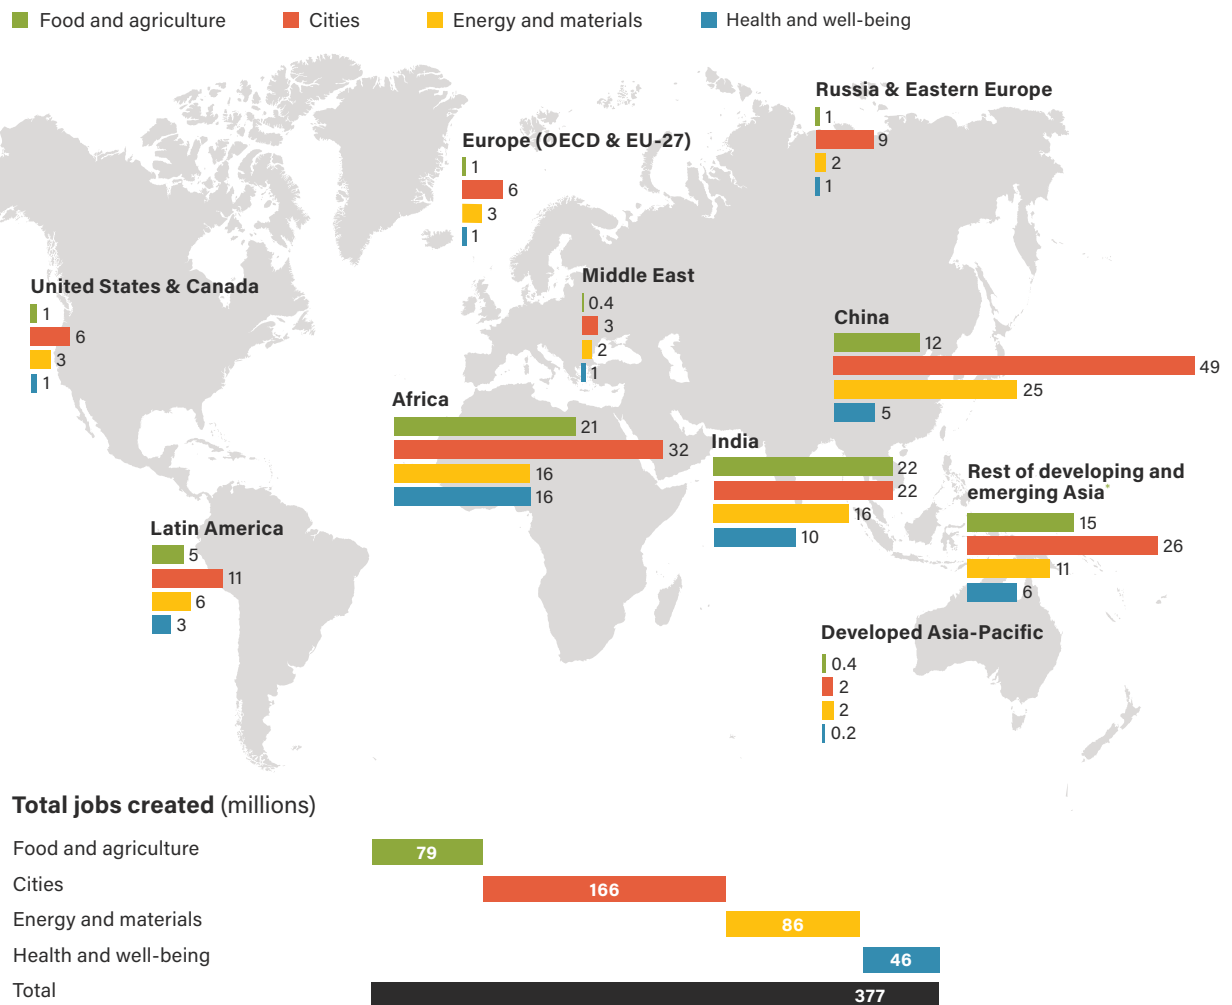 Food and agriculture
Cities
Energy and materials
Health and well-being
Russia & Eastern Europe
1
9
2
1
Europe (OECD & EU-27)
1
6
3
1
United States & Canada
1
6
3
1
Middle East
0.4
3
2
1
China
12
49
25
5
Africa
21
32
16
16
India
22
22
16
10
Rest of developing and
emerging Asia*
15
26
11
6
Latin America
5
11
6
3
Developed Asia-Pacific
0.4
2
2
0.2
Total jobs created (millions)
Food and agriculture
79
Cities
166
Energy and materials
86
Health and well-being
46
Total
377